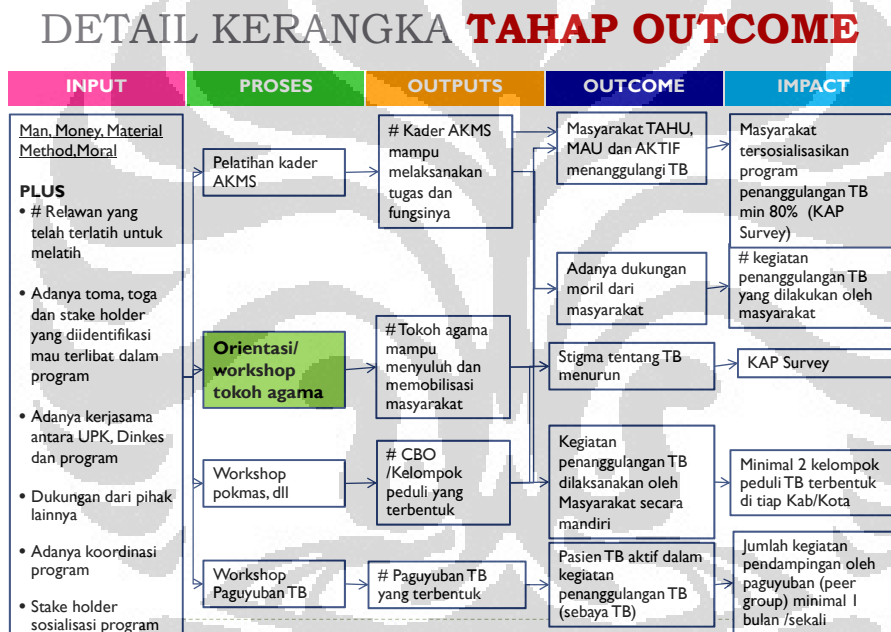 DETAIL KERANGKA TAHAP OUTCOME
INPUT
PROSES
OUTPUTS
OUTCOME
IMPACT
Man, Money, Material
Method,Moral
PLUS
• # Relawan yang
telah terlatih untuk
melatih
• Adanya toma, toga
dan stake holder
yang diidentifikasi
mau terlibat dalam
program
• Adanya kerjasama
antara UPK, Dinkes
dan program
• Dukungan dari pihak
lainnya
• Adanya koordinasi
program
• Stake holder
sosialisasi program
Pelatihan kader
AKMS
Orientasi/
workshop
tokoh agama
Workshop
pokmas, dll
Workshop
Paguyuban TB
# Kader AKMS
mampu
melaksanakan
tugas dan
fungsinya
# Tokoh agama
mampu
menyuluh dan
memobilisasi
masyarakat
# CBO
/Kelompok
peduli yang
terbentuk
# Paguyuban TB
yang terbentuk
Masyarakat TAHU,
MAU dan AKTIF
menanggulangi TB
Adanya dukungan
moril dari
masyarakat
Stigma tentang TB
menurun
Kegiatan
penanggulangan TB
dilaksanakan oleh
Masyarakat secara
mandiri
Pasien TB aktif dalam
kegiatan
penanggulangan TB
(sebaya TB)
Masyarakat
tersosialisasikan
program
penanggulangan TB
min 80% (KAP
Survey)
# kegiatan
penanggulangan TB
yang dilakukan oleh
masyarakat
KAP Survey
Minimal 2 kelompok
peduli TB terbentuk
di tiap Kab/Kota
Jumlah kegiatan
pendampingan oleh
paguyuban (peer
group) minimal 1
bulan /sekali